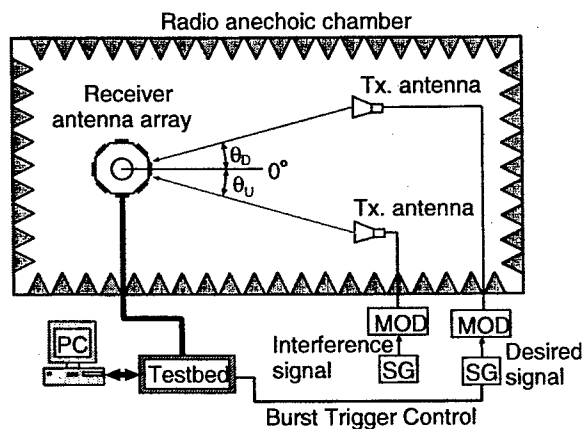 Radio anechoic chamber
Tx. antenna
Receiver
antenna array
θD
0°
θU
Tx. antenna
MOD
MOD
Interference
signal
SG
SG
Desired
signal
PC
Testbed
Burst Trigger Control